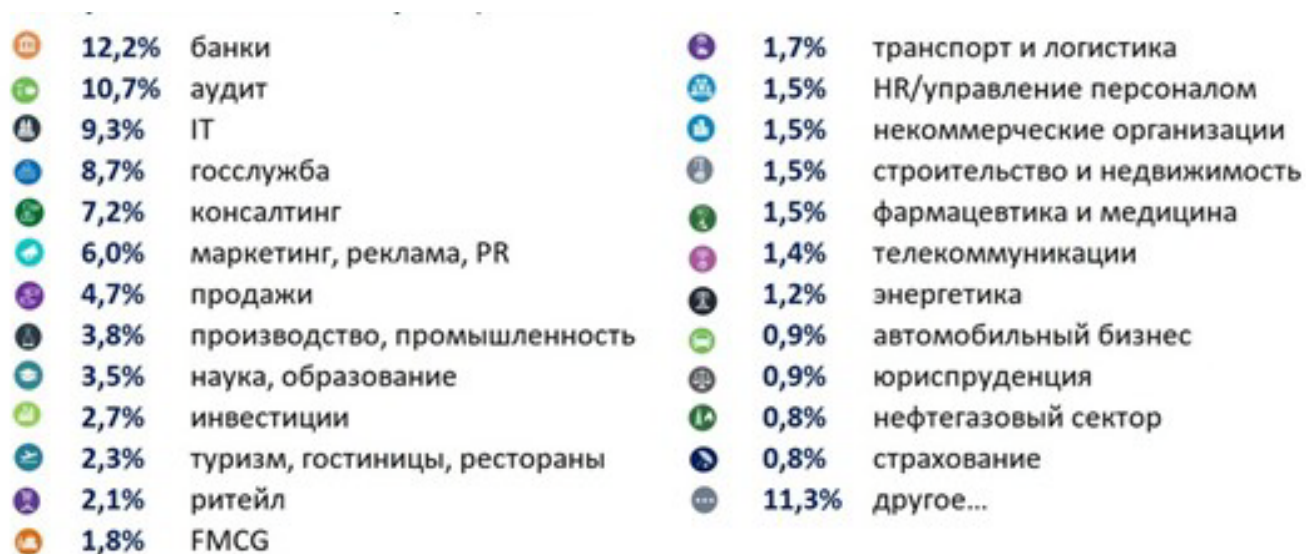 12,2% банки
10,7% аудит
9,3% IT
8,7% госслужба
7,2% консалтинг
6,0% маркетинг, реклама, PR
4,7% продажи
3,8% производство, промышленность
3,5% наука, образование
2,7% инвестиции
2,3% туризм, гостиницы, рестораны
2,1% ритейл
1,8% FMCG
1,7% транспорт и логистика
1,5% HR/управление персоналом
1,5% некоммерческие организации
1,5% строительство и недвижимость
1,5% фармацевтика и медицина
1,4% телекоммуникации
1,2% энергетика
0,9% автомобильный бизнес
0,9% юриспруденция
0,8% нефтегазовый сектор
0,8% страхование
11,3% другое...